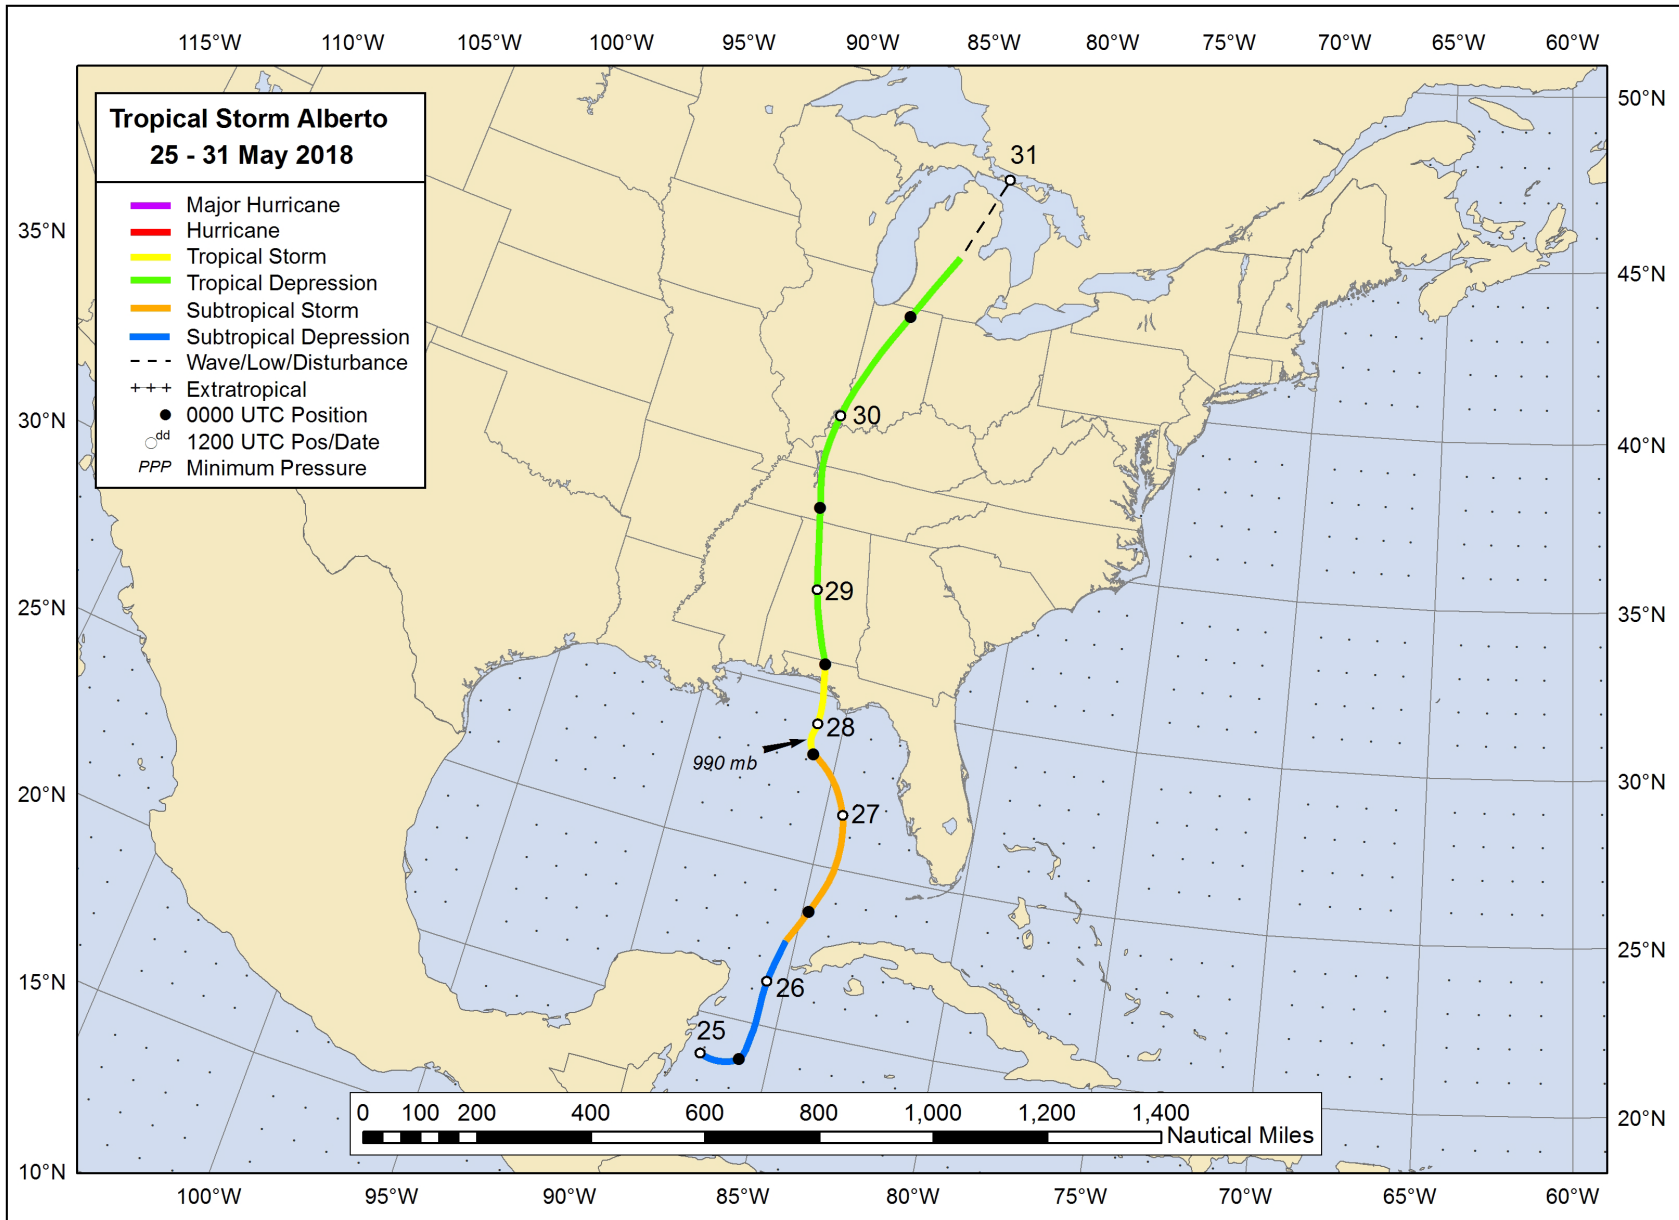 115°W 110°W 105°W 100°W 95°W 90°W 85°W 80°W 75°W 70°W 65°W 60°W
Tropical Storm Alberto
25 - 31 May 2018
Major Hurricane
Hurricane
Tropical Storm
Tropical Depression
Subtropical Storm
Subtropical Depression
Wave/Low/Disturbance
+++ Extratropical
0000 UTC Position
dd 1200 UTC Pos/Date
PPP Minimum Pressure
35°N
30°N
25°N
20°N
15°N
10°N
50°N
45°N
40°N
35°N
30°N
25°N
20°N
31
30
29
28
990 mb
27
26
25
0 100 200 400 600 800 1,000 1,200 1,400
Nautical Miles
100°W 95°W 90°W 85°W 80°W 75°W 70°W 65°W 60°W